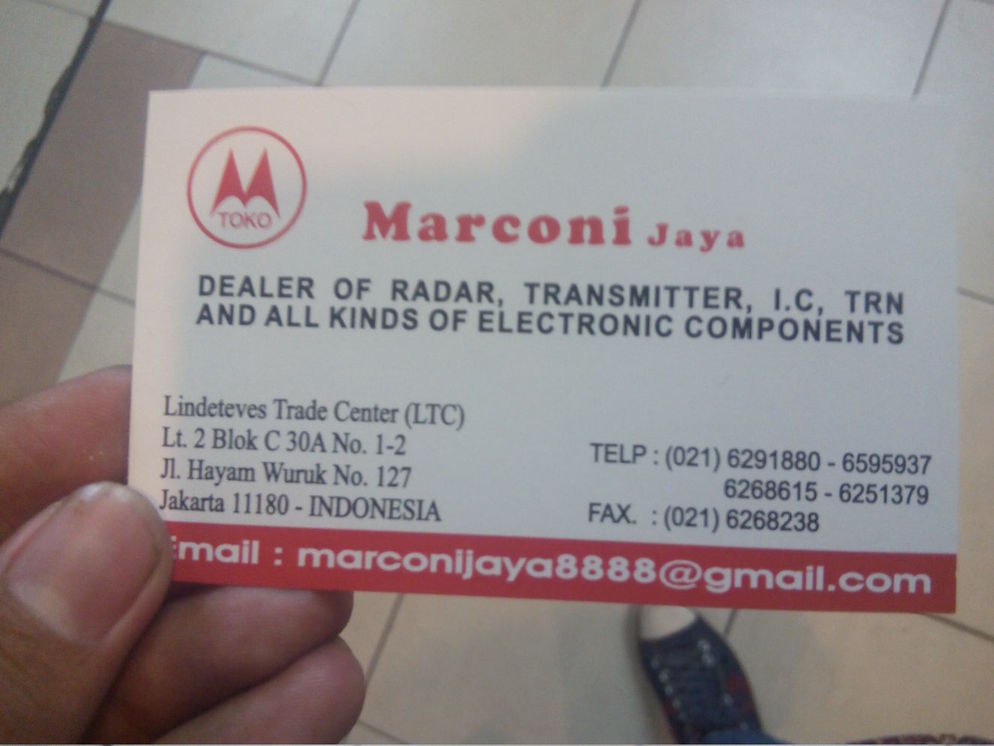 TOKO
Marconi Jaya
DEALER OF RADAR, TRANSMITTER, I.C, TRN
AND ALL KINDS OF ELECTRONIC COMPONENTS
Lindeteves Trade Center (LTC)
Lt. 2 Blok C 30A No. 1-2
Jl. Hayam Wuruk No. 127
Jakarta 11180 - INDONESIA
TELP : (021) 6291880 - 6595937
6268615 - 6251379
FAX. : (021) 6268238
Email : marconijaya8888@gmail.com